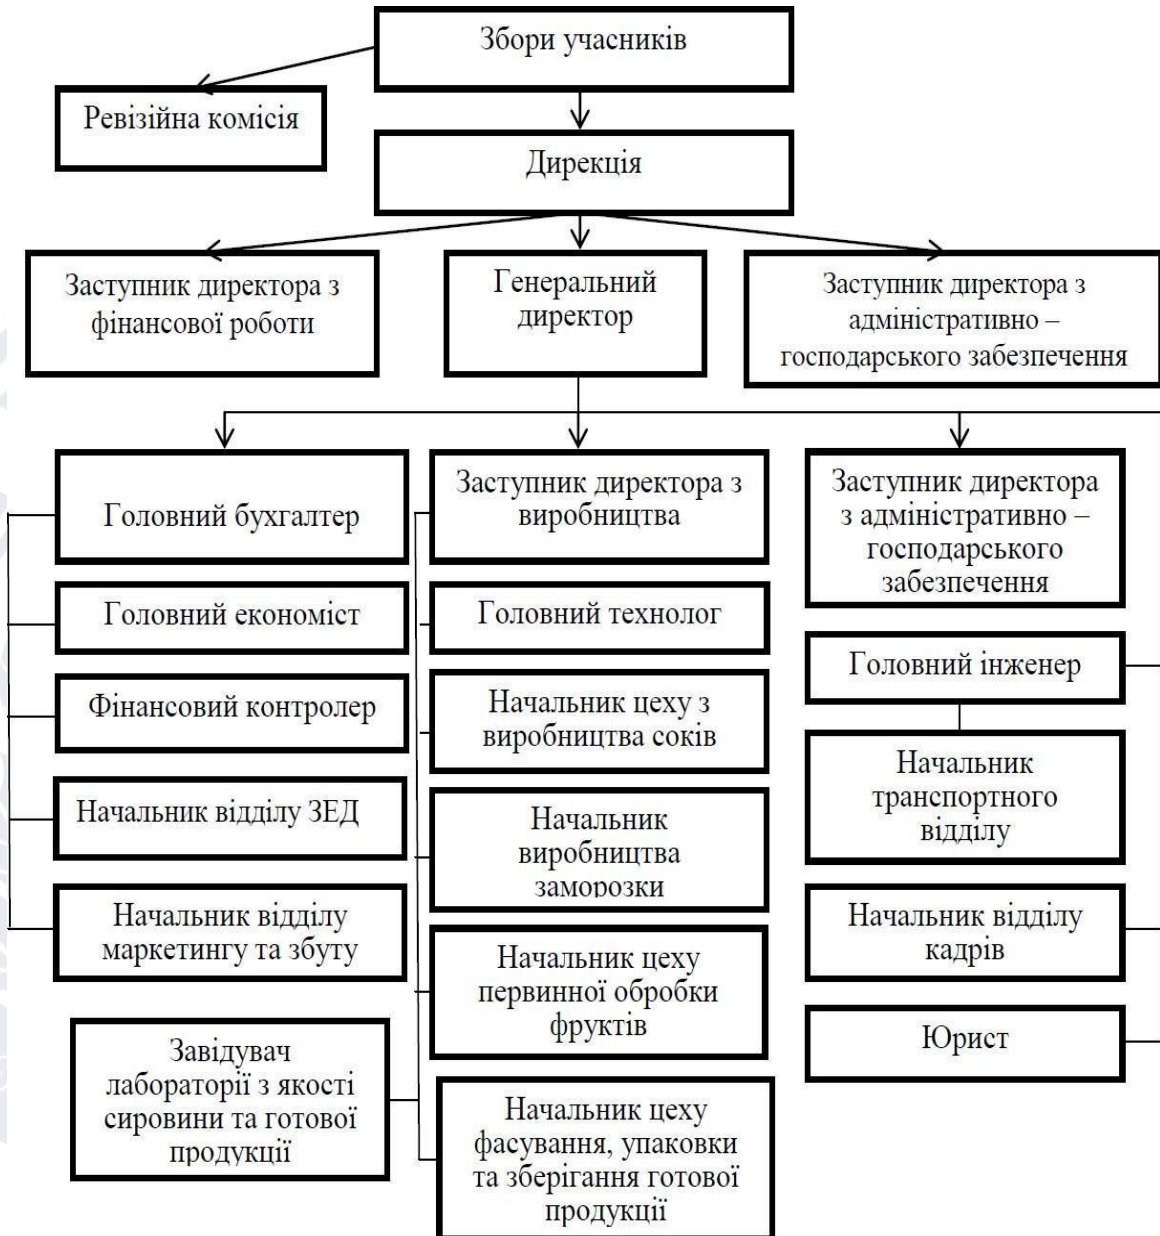 Збори учасників
Ревізійна комісія
Дирекція
Заступник директора з
фінансової роботи
Генеральний
директор
Заступник директора з
адміністративно –
господарського забезпечення
Головний бухгалтер
Головний економіст
Фінансовий контролер
Начальник відділу ЗЕД
Начальник відділу
маркетингу та збуту
Завідувач
лабораторії з якості
сировини та готової
продукції
Заступник директора з
виробництва
Головний технолог
Начальник цеху з
виробництва соків
Начальник
виробництва
заморозки
Начальник цеху
первинної обробки
фруктів
Начальник цеху
фасування, упаковки
та зберігання готової
продукції
Заступник директора
з адміністративно –
господарського
забезпечення
Головний інженер
Начальник
транспортного
відділу
Начальник відділу
кадрів
Юрист